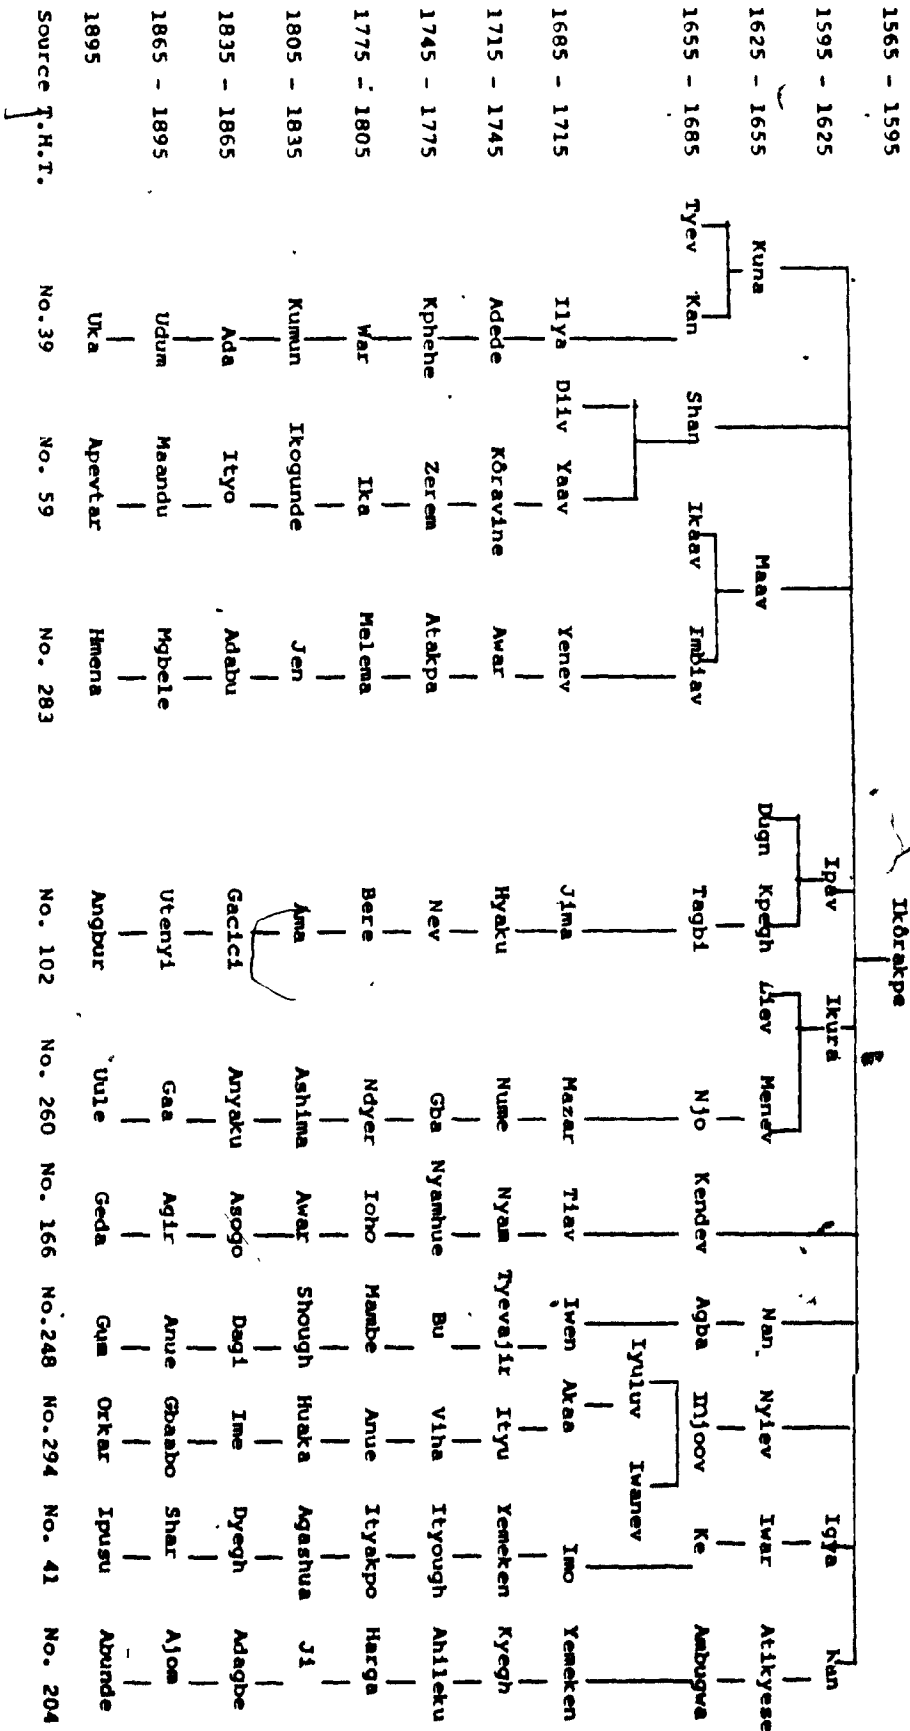 1565 - 1595 Ikôrakpe
1595 - 1625 Ipav Ikura Igya Nan
1625 - 1655 Kuna Maav Dugn Kpegh Liev Menev Nan Nyiev Iwar Atikyese
1655 - 1685 Tyev Kan Shan Ikaav Imbiav Tagbi Njo Kendev Agba Injoov Ke Ambugwa
Iyuluv Iwanev
1685 - 1715 Ilya Diiv Yaav Yenev Jima Mazar Tiav Iwen Akaa Imo Yemeken
1715 - 1745 Adede Kôravine Awar Hyaku Nume Nyam Tyevajir Ityu Yemeken Kyegh
1745 - 1775 Kphehe Zerem Atakpa Nev Gba Nyamhue Bu Viha Ityough Ahileku
1775 - 1805 War Ika Melema Bere Ndyer Ioho Mambe Anue Ityakpo Harga
1805 - 1835 Kumun Ikogunde Jen Ama Ashima Awar Shough Huaka Agashua Ji
1835 - 1865 Ada Ityo Adabu Gacici Anyaku Asogo Dagi Ime Dyegh Adagbe
1865 - 1895 Udum Maandu Mgbele Utenyi Gaa Agir Anue Gbaabo Shar Ajom
1895 Uka Apevtar Hmena Angbur Uule Geda Gum Orkar Ipusu Abunde
Source T.H.T. No.39 No. 59 No. 283 No. 102 No. 260 No. 166 No.248 No.294 No. 41 No. 204